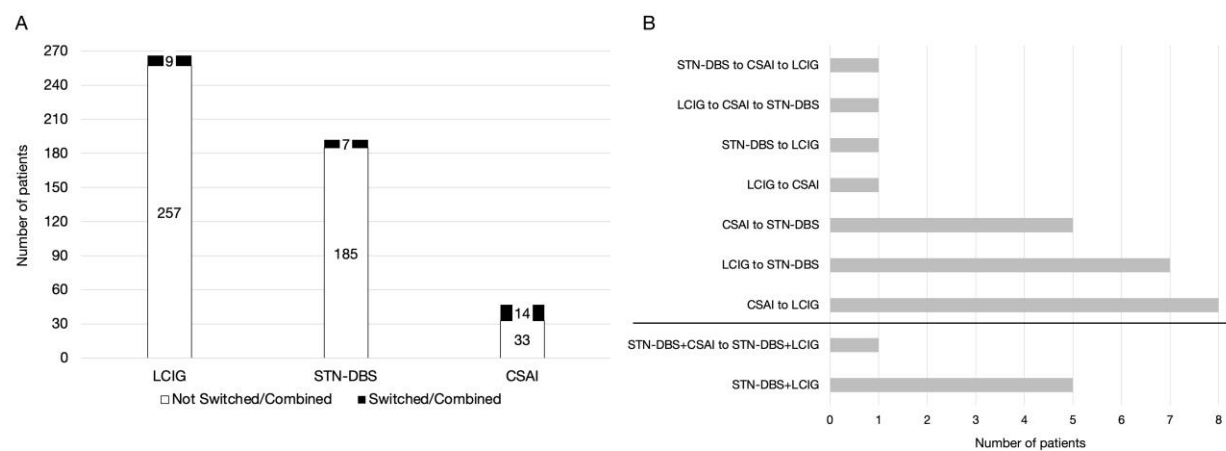 A
Number of patients
270
240
210
180
150
120
90
60
30
0
9
257
7
185
14
33
LCIG
STN-DBS
CSAI
Not Switched/Combined
Switched/Combined
B
STN-DBS to CSAI to LCIG
LCIG to CSAI to STN-DBS
STN-DBS to LCIG
LCIG to CSAI
CSAI to STN-DBS
LCIG to STN-DBS
CSAI to LCIG
STN-DBS+CSAI to STN-DBS+LCIG
STN-DBS+LCIG
0 1 2 3 4 5 6 7 8
Number of patients